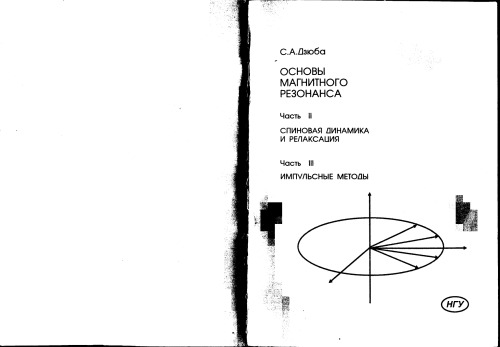 С.А.Дзюба
ОСНОВЫ
МАГНИТНОГО
РЕЗОНАНСА
Часть II
СПИНОВАЯ ДИНАМИКА
И РЕЛАКСАЦИЯ
Часть III
ИМПУЛЬСНЫЕ МЕТОДЫ
НГУ